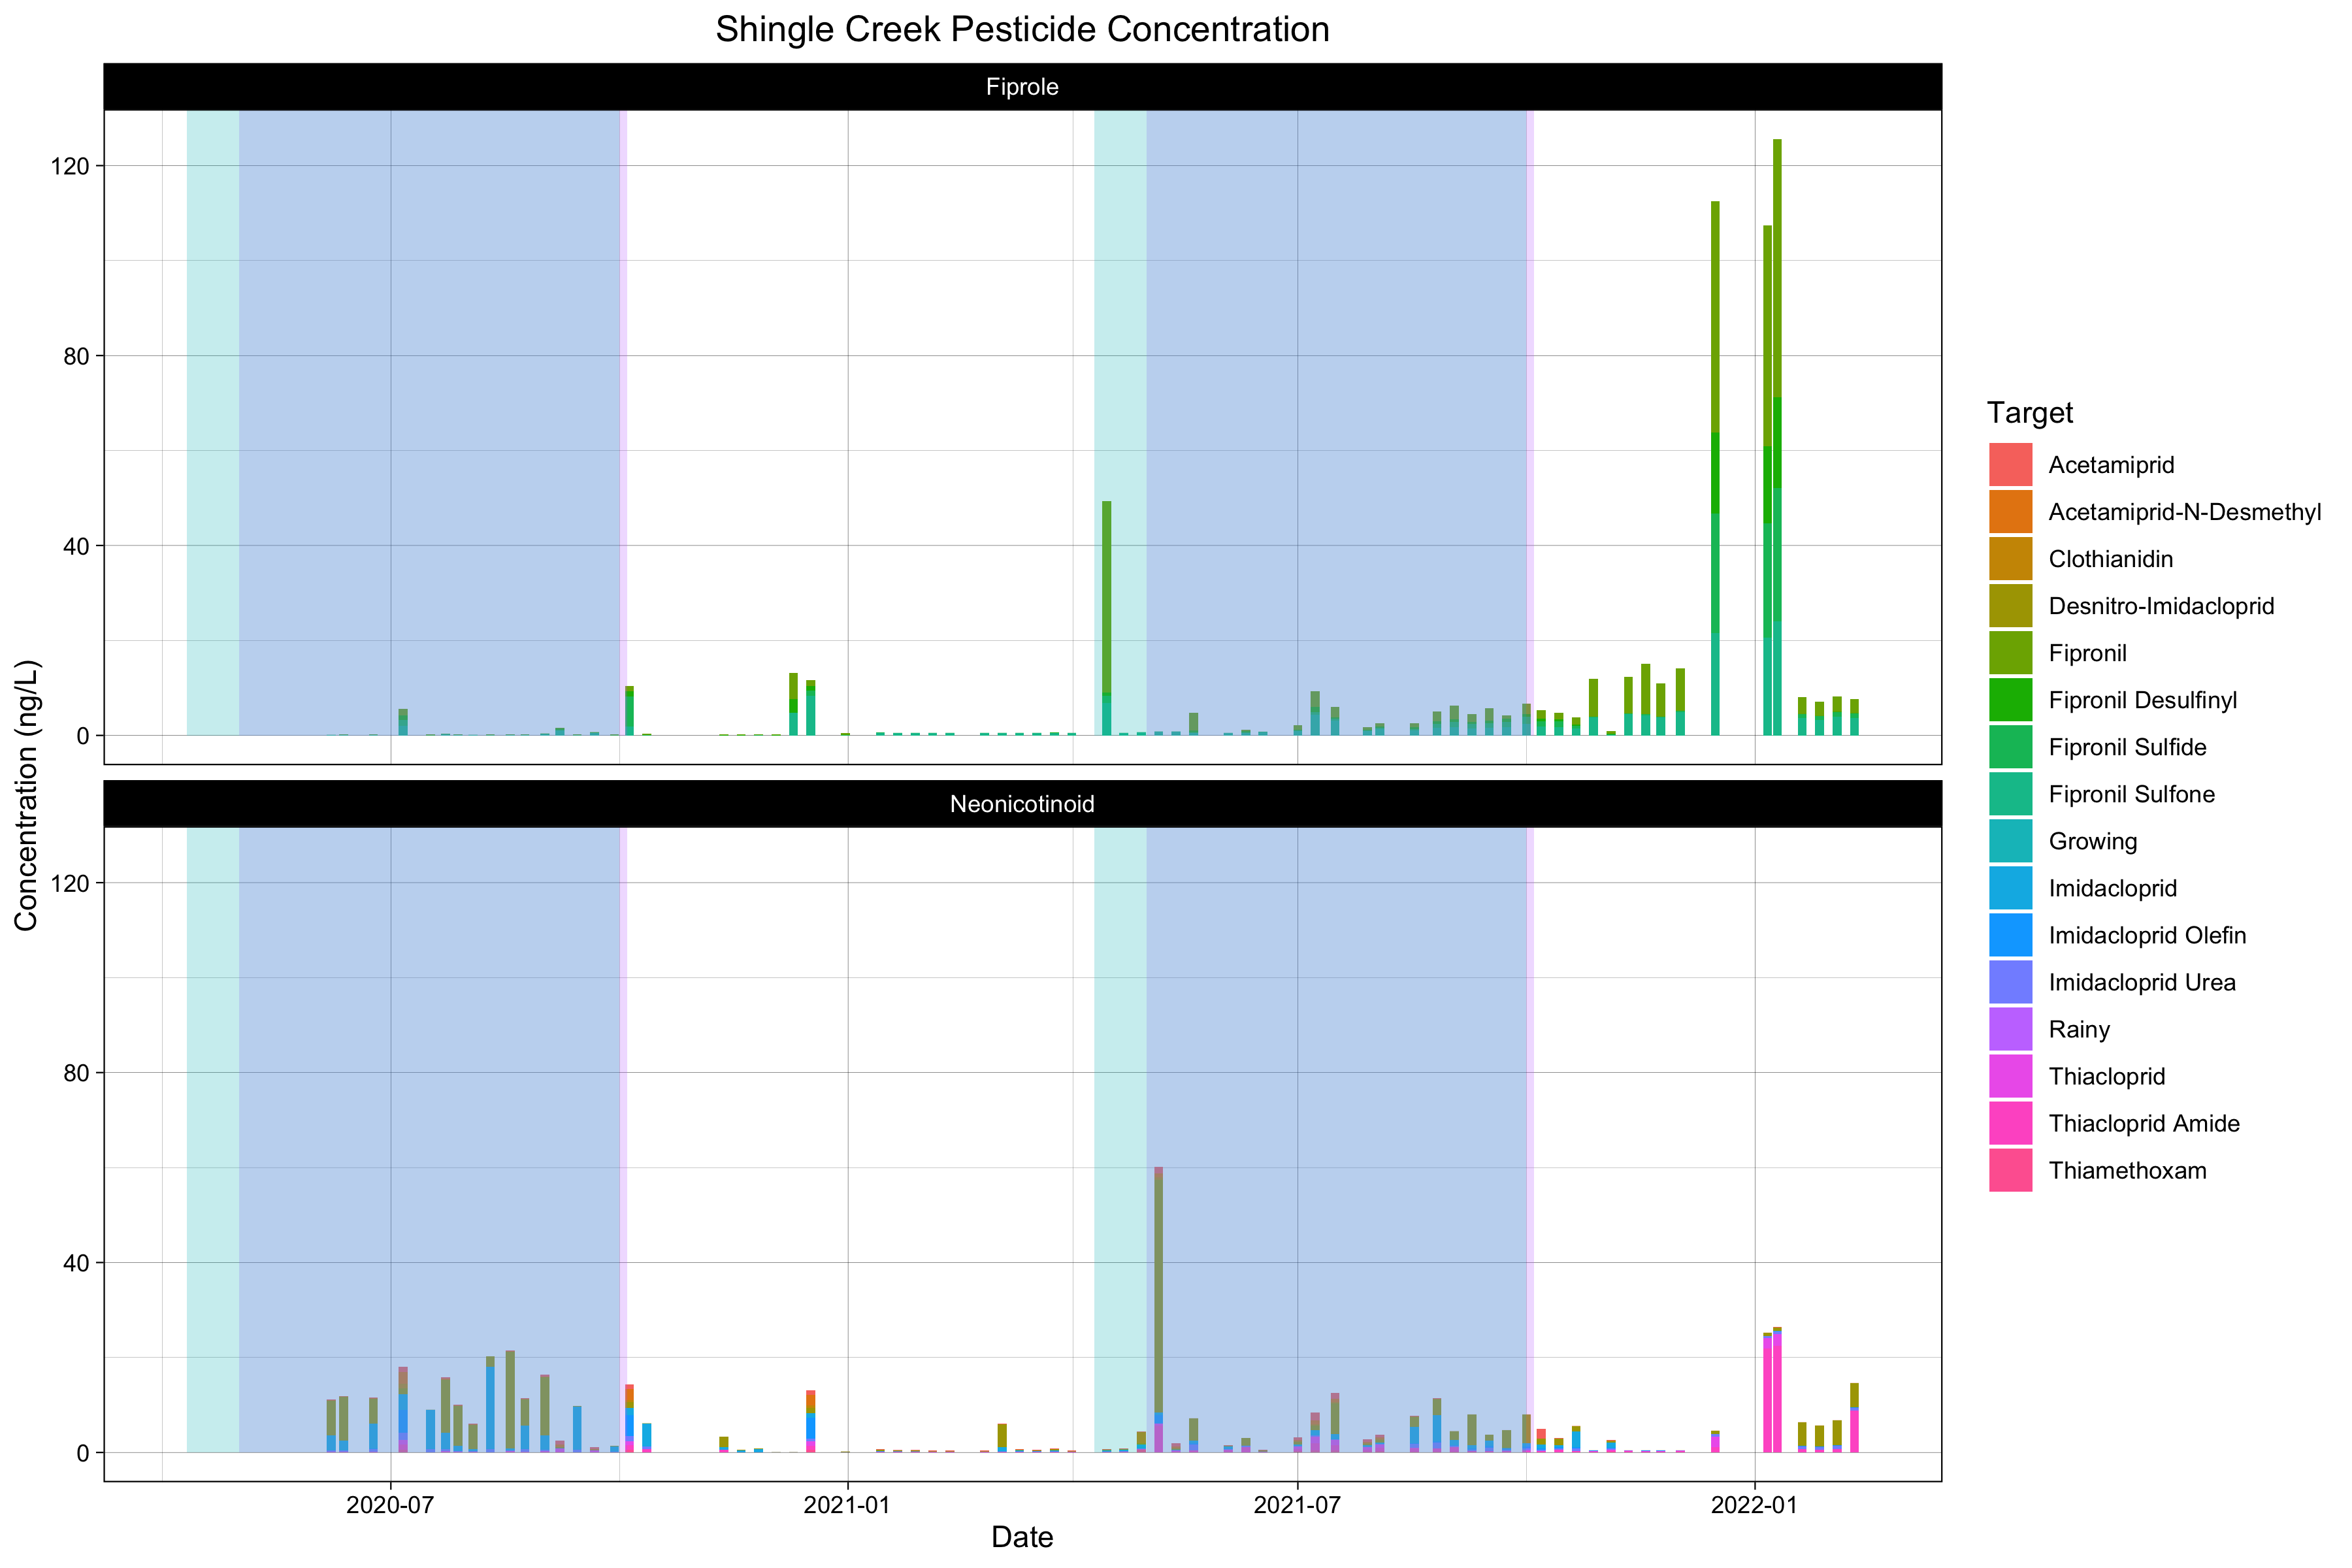 Shingle Creek Pesticide Concentration
Fiprole
120
80
40
0
Neonicotinoid
120
80
40
0
Concentration (ng/L)
2020-07
2021-01
2021-07
2022-01
Date
Target
Acetamiprid
Acetamiprid-N-Desmethyl
Clothianidin
Desnitro-Imidacloprid
Fipronil
Fipronil Desulfinyl
Fipronil Sulfide
Fipronil Sulfone
Growing
Imidacloprid
Imidacloprid Olefin
Imidacloprid Urea
Rainy
Thiacloprid
Thiacloprid Amide
Thiamethoxam